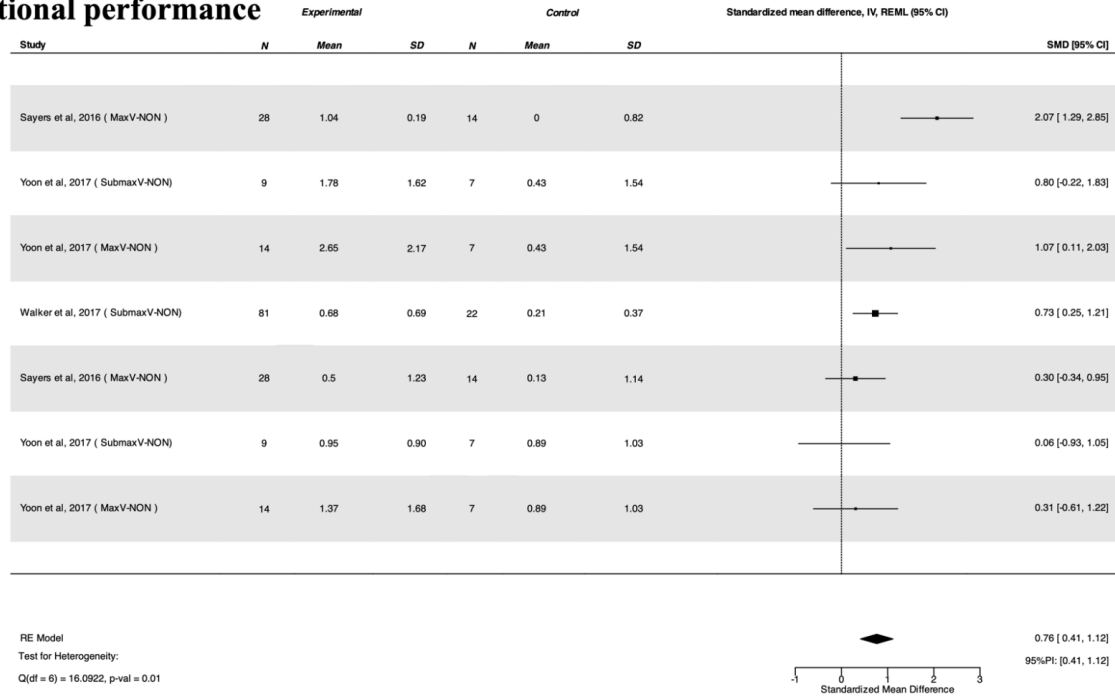 tional performance
Experimental Control Standardized mean difference, IV, REML (95% CI)
Study N Mean SD N Mean SD SMD [95% CI]
Sayers et al, 2016 ( MaxV-NON ) 28 1.04 0.19 14 0 0.82 2.07 [ 1.29, 2.85]
Yoon et al, 2017 ( SubmaxV-NON) 9 1.78 1.62 7 0.43 1.54 0.80 [-0.22, 1.83]
Yoon et al, 2017 ( MaxV-NON ) 14 2.65 2.17 7 0.43 1.54 1.07 [ 0.11, 2.03]
Walker et al, 2017 ( SubmaxV-NON) 81 0.68 0.69 22 0.21 0.37 0.73 [ 0.25, 1.21]
Sayers et al, 2016 ( MaxV-NON ) 28 0.5 1.23 14 0.13 1.14 0.30 [-0.34, 0.95]
Yoon et al, 2017 ( SubmaxV-NON) 9 0.95 0.90 7 0.89 1.03 0.06 [-0.93, 1.05]
Yoon et al, 2017 ( MaxV-NON ) 14 1.37 1.68 7 0.89 1.03 0.31 [-0.61, 1.22]
RE Model 0.76 [ 0.41, 1.12]
Test for Heterogeneity: 95%PI: [0.41, 1.12]
Q(df = 6) = 16.0922, p-val = 0.01
-1 0 1 2 3
Standardized Mean Difference